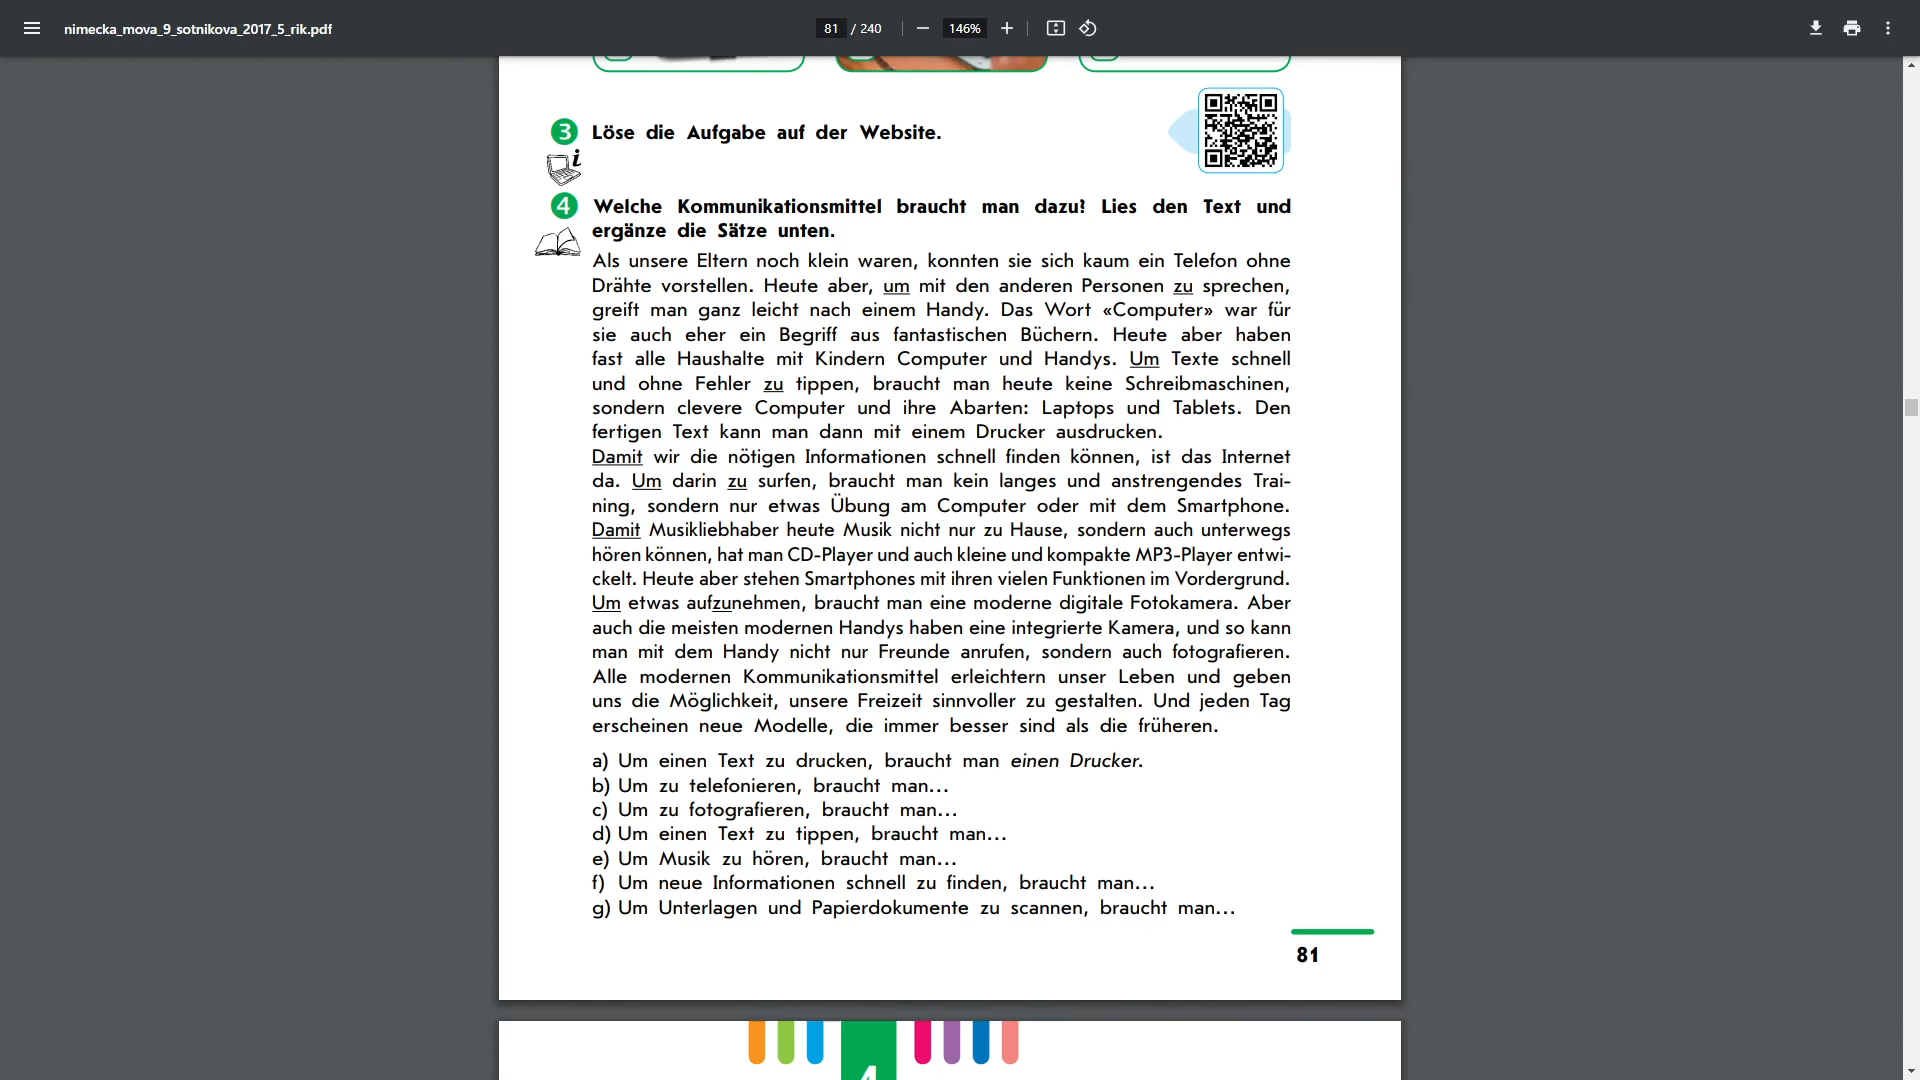 nimecka_mova_9_sotnikova_2017_5_rik.pdf
81 / 240
146%
3 Löse die Aufgabe auf der Website.
i
4 Welche Kommunikationsmittel braucht man dazu? Lies den Text und
ergänze die Sätze unten.
Als unsere Eltern noch klein waren, konnten sie sich kaum ein Telefon ohne
Drähte vorstellen. Heute aber, um mit den anderen Personen zu sprechen,
greift man ganz leicht nach einem Handy. Das Wort «Computer» war für
sie auch eher ein Begriff aus fantastischen Büchern. Heute aber haben
fast alle Haushalte mit Kindern Computer und Handys. Um Texte schnell
und ohne Fehler zu tippen, braucht man heute keine Schreibmaschinen,
sondern clevere Computer und ihre Abarten: Laptops und Tablets. Den
fertigen Text kann man dann mit einem Drucker ausdrucken.
Damit wir die nötigen Informationen schnell finden können, ist das Internet
da. Um darin zu surfen, braucht man kein langes und anstrengendes Trai-
ning, sondern nur etwas Übung am Computer oder mit dem Smartphone.
Damit Musikliebhaber heute Musik nicht nur zu Hause, sondern auch unterwegs
hören können, hat man CD-Player und auch kleine und kompakte MP3-Player entwi-
ckelt. Heute aber stehen Smartphones mit ihren vielen Funktionen im Vordergrund.
Um etwas aufzunehmen, braucht man eine moderne digitale Fotokamera. Aber
auch die meisten modernen Handys haben eine integrierte Kamera, und so kann
man mit dem Handy nicht nur Freunde anrufen, sondern auch fotografieren.
Alle modernen Kommunikationsmittel erleichtern unser Leben und geben
uns die Möglichkeit, unsere Freizeit sinnvoller zu gestalten. Und jeden Tag
erscheinen neue Modelle, die immer besser sind als die früheren.
a) Um einen Text zu drucken, braucht man einen Drucker.
b) Um zu telefonieren, braucht man...
c) Um zu fotografieren, braucht man...
d) Um einen Text zu tippen, braucht man...
e) Um Musik zu hören, braucht man...
f) Um neue Informationen schnell zu finden, braucht man...
g) Um Unterlagen und Papierdokumente zu scannen, braucht man...
81